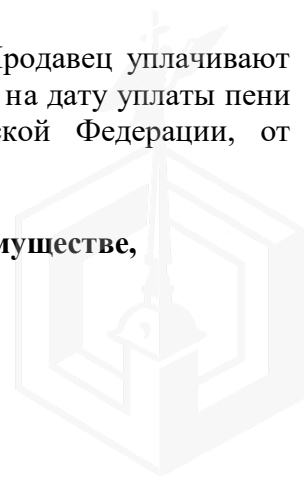 Продавец уплачивают
на дату уплаты пени
ской Федерации, от
муществе,